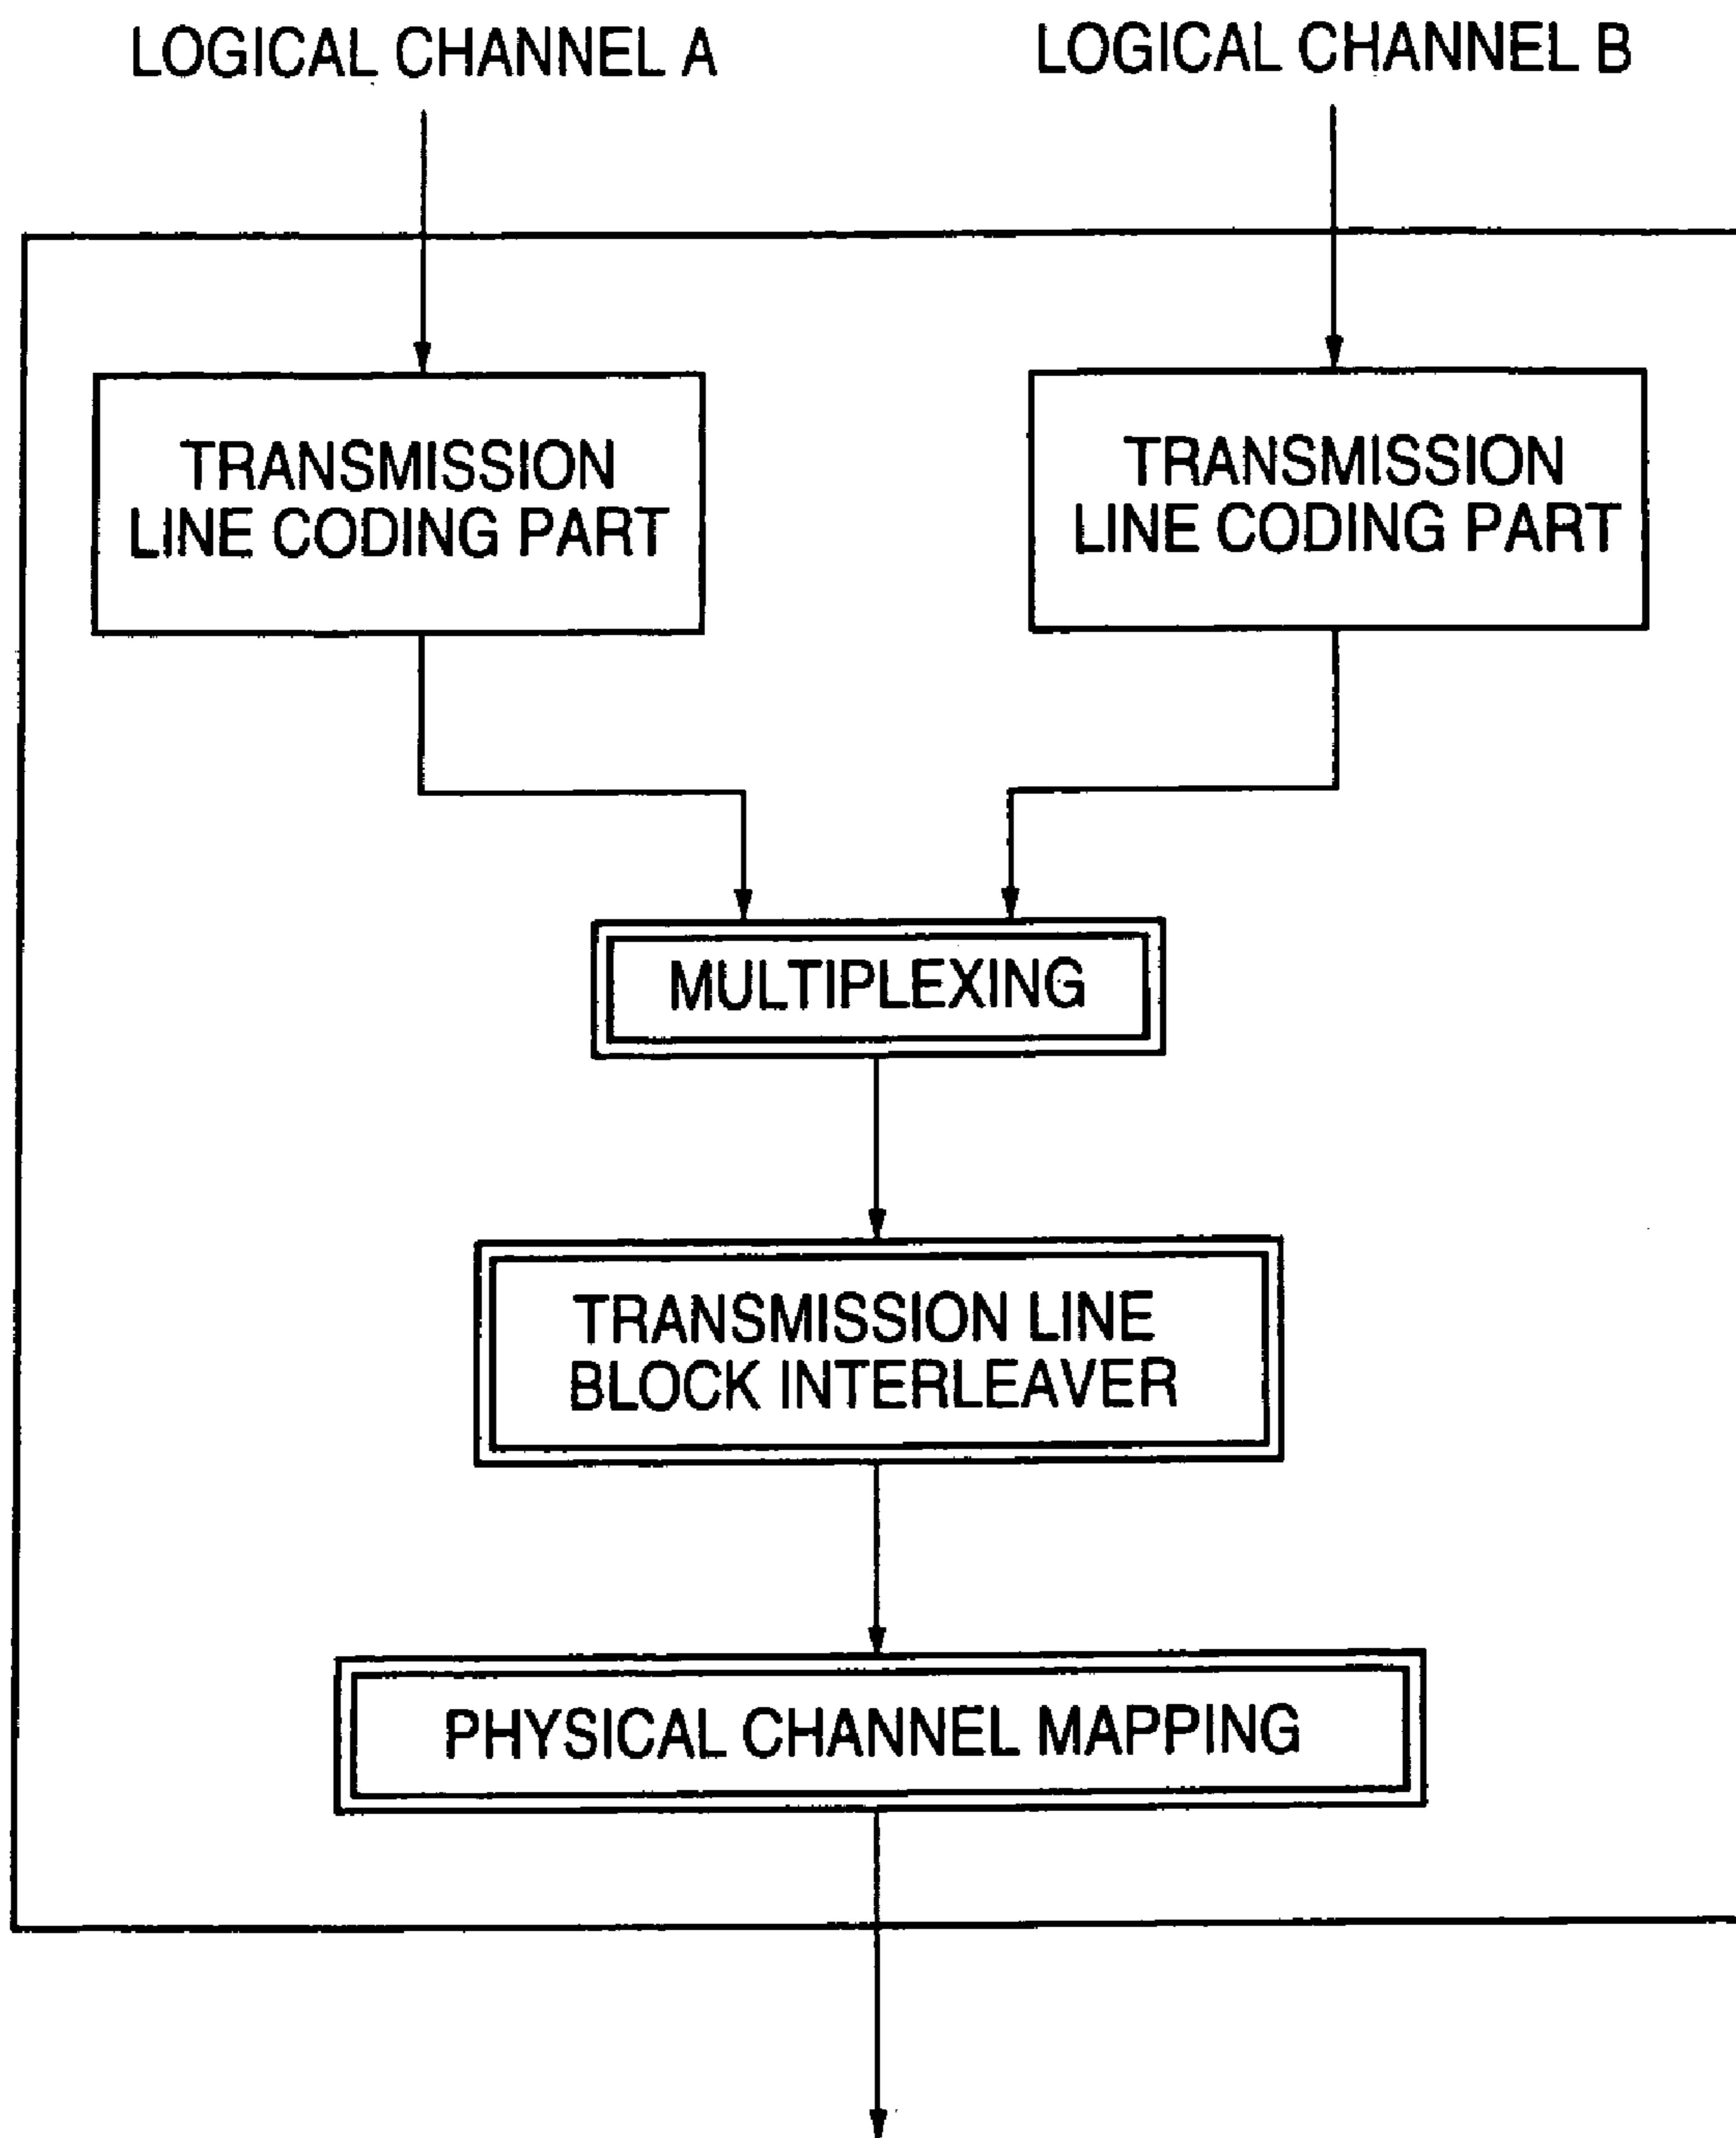 LOGICAL CHANNEL A
LOGICAL CHANNEL B
TRANSMISSION
LINE CODING PART
TRANSMISSION
LINE CODING PART
MULTIPLEXING
TRANSMISSION LINE
BLOCK INTERLEAVER
PHYSICAL CHANNEL MAPPING